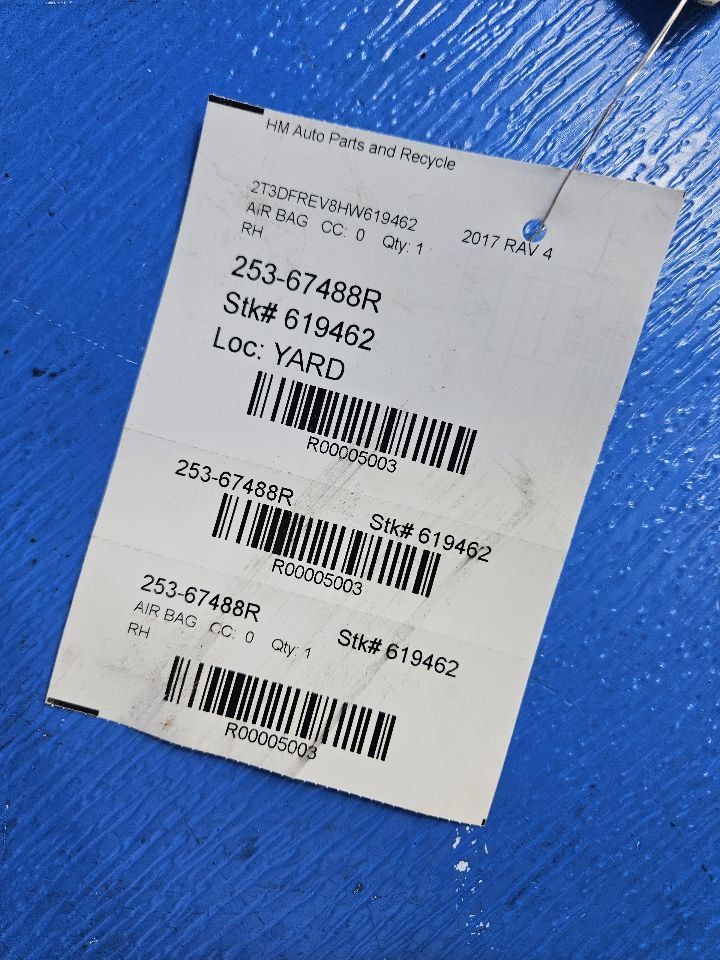 HM Auto Parts and Recycle
2T3DFREV8HW619462
AIR BAG CC: 0 Qty: 1 2017 RAV 4
RH
253-67488R
Stk# 619462
Loc: YARD
R00005003
253-67488R Stk# 619462
R00005003
253-67488R Stk# 619462
AIR BAG CC: 0 Qty: 1
RH
R00005003